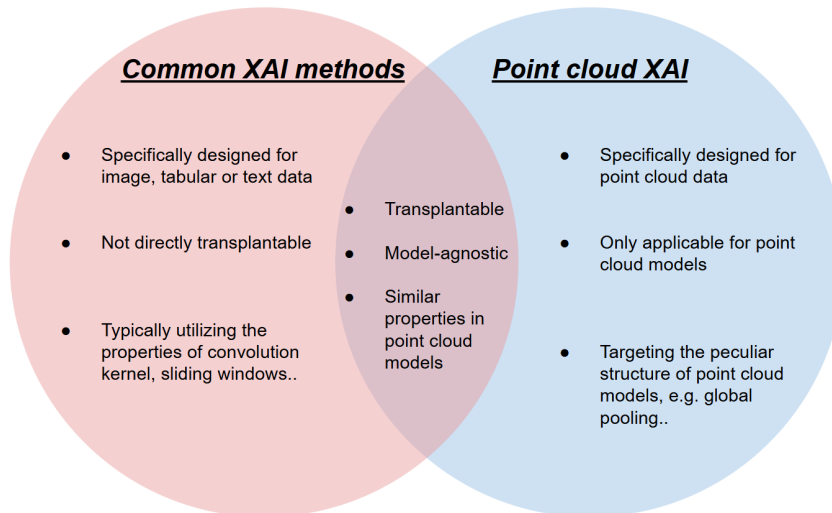 Common XAI methods
● Specifically designed for
image, tabular or text data
● Not directly transplantable
● Typically utilizing the
properties of convolution
kernel, sliding windows..
● Transplantable
● Model-agnostic
● Similar
properties in
point cloud
models
Point cloud XAI
● Specifically designed for
point cloud data
● Only applicable for point
cloud models
● Targeting the peculiar
structure of point cloud
models, e.g. global
pooling..